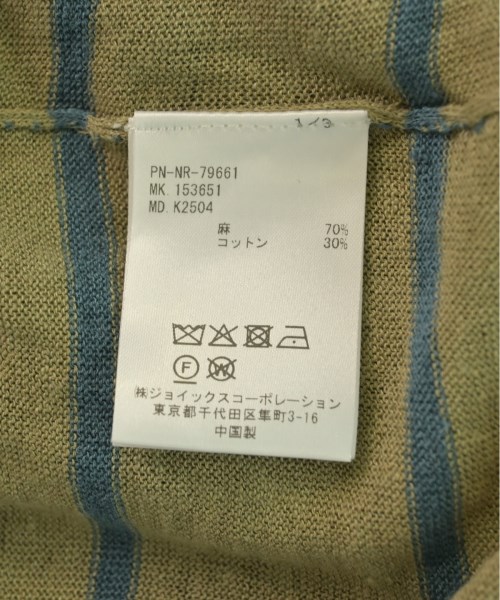 1/3
PN-NR-79661
MK. 153651
MD. K2504
麻 70%
コットン 30%
F
W
㈱ジョイックスコーポレーション
東京都千代田区隼町3-16
中国製